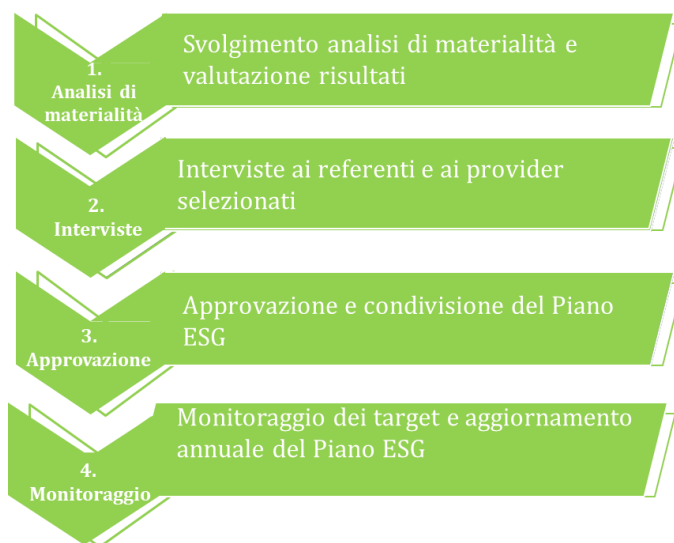 1.
Analisi di
materialità
Svolgimento analisi di materialità e
valutazione risultati
2.
Interviste
Interviste ai referenti e ai provider
selezionati
3.
Approvazione
Approvazione e condivisione del Piano
ESG
4.
Monitoraggio
Monitoraggio dei target e aggiornamento
annuale del Piano ESG